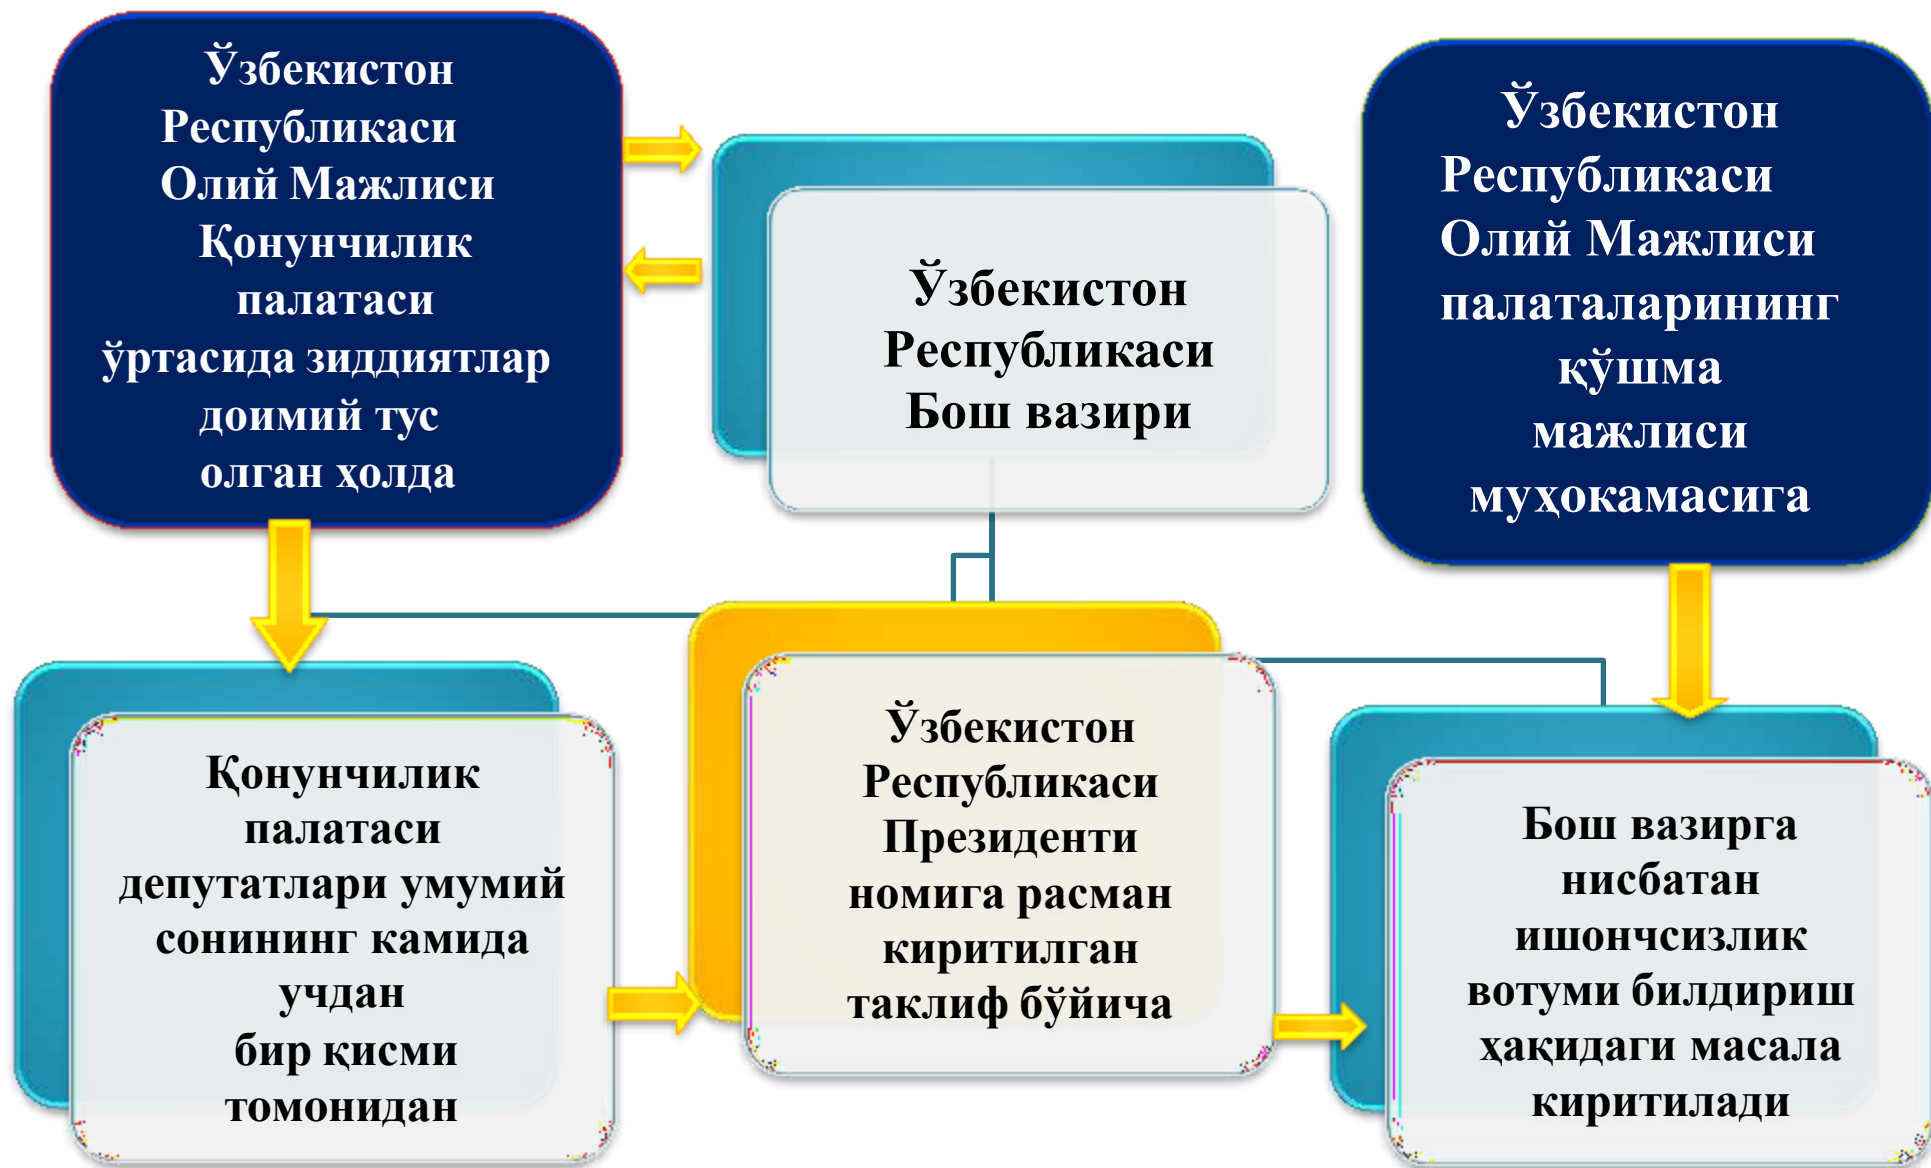 Ўзбекистон
Республикаси
Олий Мажлиси
Қонунчилик
палатаси
ўртасида зиддиятлар
доимий тус
олган ҳолда
Ўзбекистон
Республикаси
Бош вазири
Ўзбекистон
Республикаси
Олий Мажлиси
палаталарининг
қўшма
мажлиси
муҳокамасига
Қонунчилик
палатаси
депутатлари умумий
сонининг камида
учдан
бир қисми
томонидан
Ўзбекистон
Республикаси
Президенти
номига расман
киритилган
таклиф бўйича
Бош вазирга
нисбатан
ишончсизлик
вотуми билдириш
ҳақидаги масала
киритилади